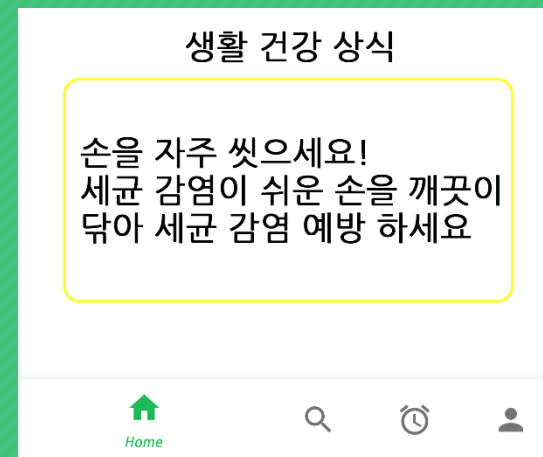 생활 건강 상식
손을 자주 씻으세요!
세균 감염이 쉬운 손을 깨끗이
닦아 세균 감염 예방 하세요
Home